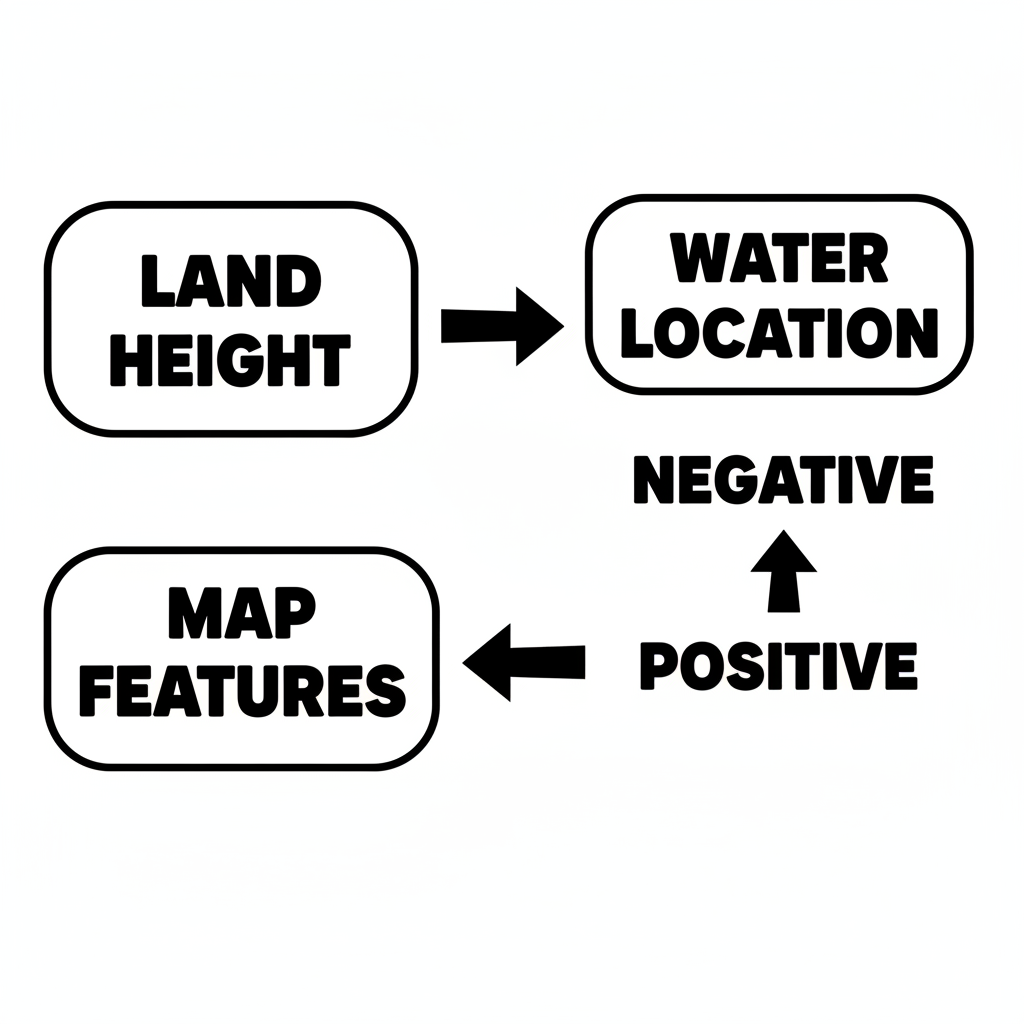 LAND
HEIGHT
WATER
LOCATION
NEGATIVE
MAP
FEATURES
POSITIVE